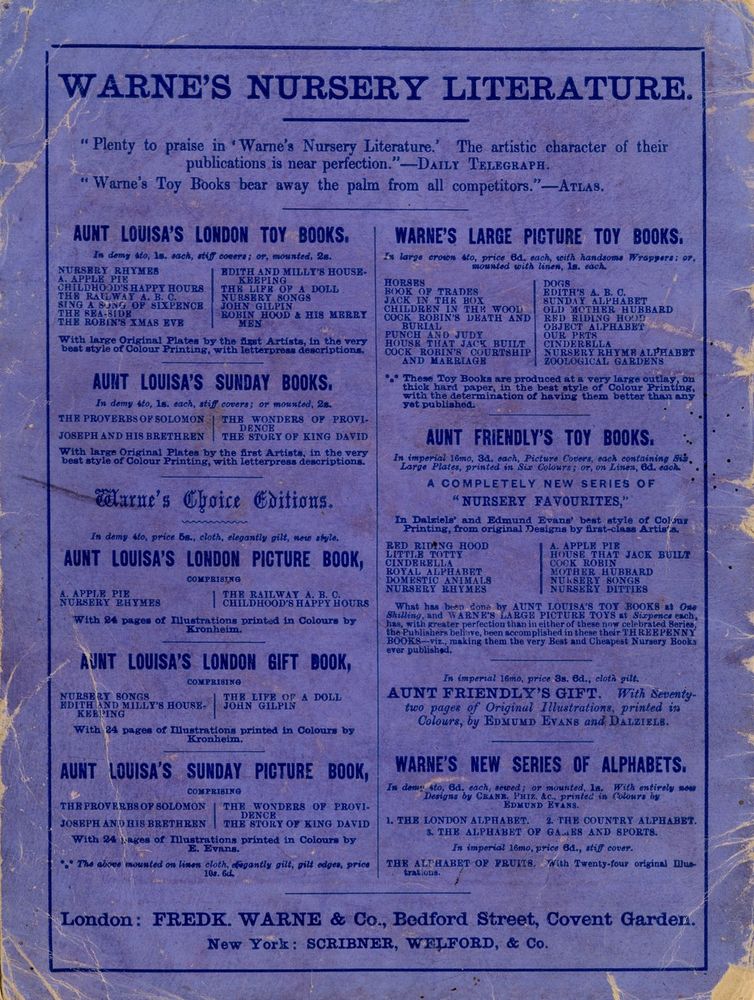 WARNE'S NURSERY LITERATURE.
"Plenty to praise in 'Warne's Nursery Literature.' The artistic character of their
publications is near perfection."—DAILY TELEGRAPH.
"Warne's Toy Books bear away the palm from all competitors."—ATLAS.
AUNT LOUISA'S LONDON TOY BOOKS.
In demy 4to, 1s. each, stiff covers; or, mounted, 2s.
NURSERY RHYMES
A. APPLE PIE
CHILDHOOD'S HAPPY HOURS
THE RAILWAY A. B. C.
SING A SONG OF SIXPENCE
THE SEA-SIDE
THE ROBIN'S XMAS EVE
EDITH AND MILLY'S HOUSE-
KEEPING
THE LIFE OF A DOLL
NURSERY SONGS
JOHN GILPIN
ROBIN HOOD & HIS MERRY
MEN
With large Original Plates by the first Artists, in the very
best style of Colour Printing, with letterpress descriptions.
AUNT LOUISA'S SUNDAY BOOKS.
In demy 4to, 1s. each, stiff covers; or mounted, 2s.
THE PROVERBS OF SOLOMON
JOSEPH AND HIS BRETHREN
THE WONDERS OF PROVI-
DENCE
THE STORY OF KING DAVID
With large Original Plates by the first Artists, in the very
best style of Colour Printing, with letterpress descriptions.
Warne's Choice Editions.
In demy 4to, price 5s., cloth, elegantly gilt, new style.
AUNT LOUISA'S LONDON PICTURE BOOK,
COMPRISING
A. APPLE PIE
NURSERY RHYMES
THE RAILWAY A. B. C.
CHILDHOOD'S HAPPY HOURS
With 24 pages of Illustrations printed in Colours by
Kronheim.
AUNT LOUISA'S LONDON GIFT BOOK,
COMPRISING
NURSERY SONGS
EDITH AND MILLY'S HOUSE-
KEEPING
THE LIFE OF A DOLL
JOHN GILPIN
With 24 pages of Illustrations printed in Colours by
Kronheim.
AUNT LOUISA'S SUNDAY PICTURE BOOK,
COMPRISING
THE PROVERBS OF SOLOMON
JOSEPH AND HIS BRETHREN
THE WONDERS OF PROVI-
DENCE
THE STORY OF KING DAVID
With 24 pages of Illustrations printed in Colours by
E. Evans.
*** The above mounted on linen cloth, elegantly gilt, gilt edges, price
10s. 6d.
WARNE'S LARGE PICTURE TOY BOOKS.
In large crown 4to, price 6d. each, with handsome Wrappers; or,
mounted with linen, 1s. each.
HORSES
BOOK OF TRADES
JACK IN THE BOX
CHILDREN IN THE WOOD
COCK ROBIN'S DEATH AND
BURIAL
PUNCH AND JUDY
HOUSE THAT JACK BUILT
COCK ROBIN'S COURTSHIP
AND MARRIAGE
DOGS
EDITH'S A. B. C.
SUNDAY ALPHABET
OLD MOTHER HUBBARD
RED RIDING HOOD
OBJECT ALPHABET
OUR PETS
CINDERELLA
NURSERY RHYME ALPHABET
ZOOLOGICAL GARDENS
*** These Toy Books are produced at a very large outlay, on
thick hard paper, in the best style of Colour Printing,
with the determination of having them better than any
yet published.
AUNT FRIENDLY'S TOY BOOKS.
In imperial 16mo, 3d. each, Picture Covers, each containing Six
Large Plates, printed in Six Colours; or, on Linen, 6d. each.
A COMPLETELY NEW SERIES OF
"NURSERY FAVOURITES,"
In Dalziels' and Edmund Evans' best style of Colour
Printing, from original Designs by first-class Artists.
RED RIDING HOOD
LITTLE TOTTY
CINDERELLA
ROYAL ALPHABET
DOMESTIC ANIMALS
NURSERY RHYMES
A. APPLE PIE
HOUSE THAT JACK BUILT
COCK ROBIN
MOTHER HUBBARD
NURSERY SONGS
NURSERY DITTIES
What has been done by AUNT LOUISA'S TOY BOOKS at One
Shilling, and WARNE'S LARGE PICTURE TOYS at Sixpence each,
has, with greater perfection than in either of these now celebrated Series,
the Publishers believe, been accomplished in these their THREEPENNY
BOOKS—viz., making them the very Best and Cheapest Nursery Books
ever published.
In imperial 16mo, price 3s. 6d., cloth gilt.
AUNT FRIENDLY'S GIFT. With Seventy-
two pages of Original Illustrations, printed in
Colours, by EDMUMD EVANS and DALZIELS.
WARNE'S NEW SERIES OF ALPHABETS.
In demy 4to, 6d. each, sewed; or mounted, 1s. With entirely new
Designs by CRANE, PHIZ, &c., printed in Colours by
EDMUND EVANS.
1. THE LONDON ALPHABET. 2. THE COUNTRY ALPHABET.
3. THE ALPHABET OF GAMES AND SPORTS.
In imperial 16mo, price 6d., stiff cover.
THE ALPHABET OF FRUITS. With Twenty-four original Illus-
trations.
London: FREDK. WARNE & Co., Bedford Street, Covent Garden.
New York: SCRIBNER, WELFORD, & Co.